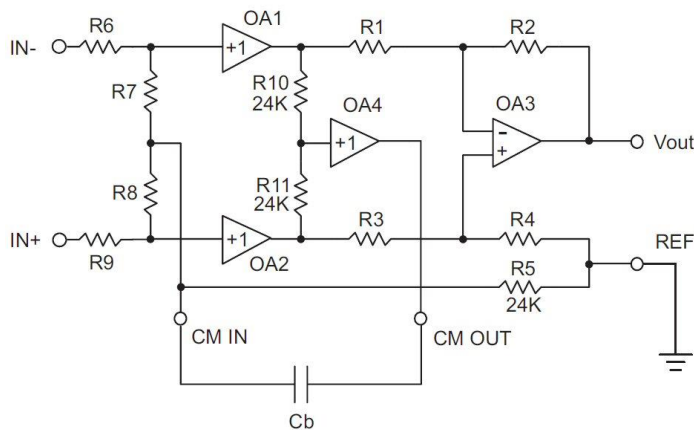 R6
OA1
R1
R2
IN-
+1
R7
R10
24K
OA4
OA3
+1
-
+
Vout
R8
R11
24K
R3
R4
REF
IN+
+1
R9
OA2
R5
24K
CM IN
CM OUT
Cb